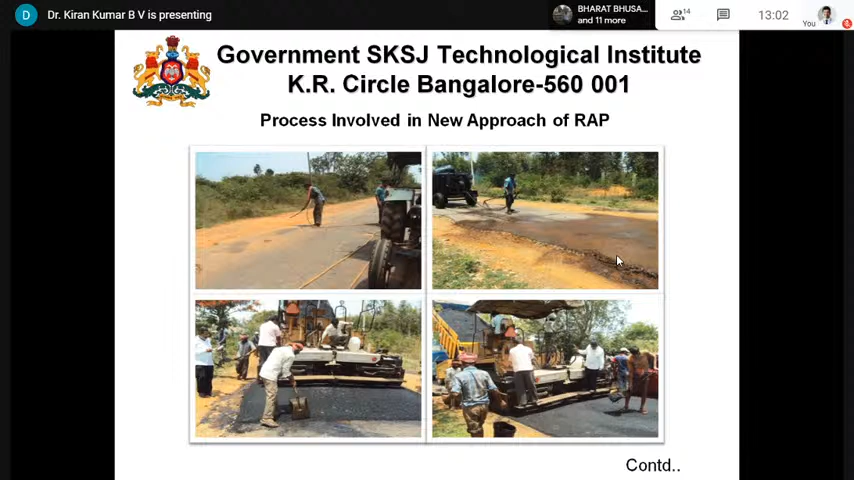 D Dr. Kiran Kumar B V is presenting
BHARAT BHUSA...
and 11 more
14
13:02
You
Government SKSJ Technological Institute
K.R. Circle Bangalore-560 001
Process Involved in New Approach of RAP
Contd..